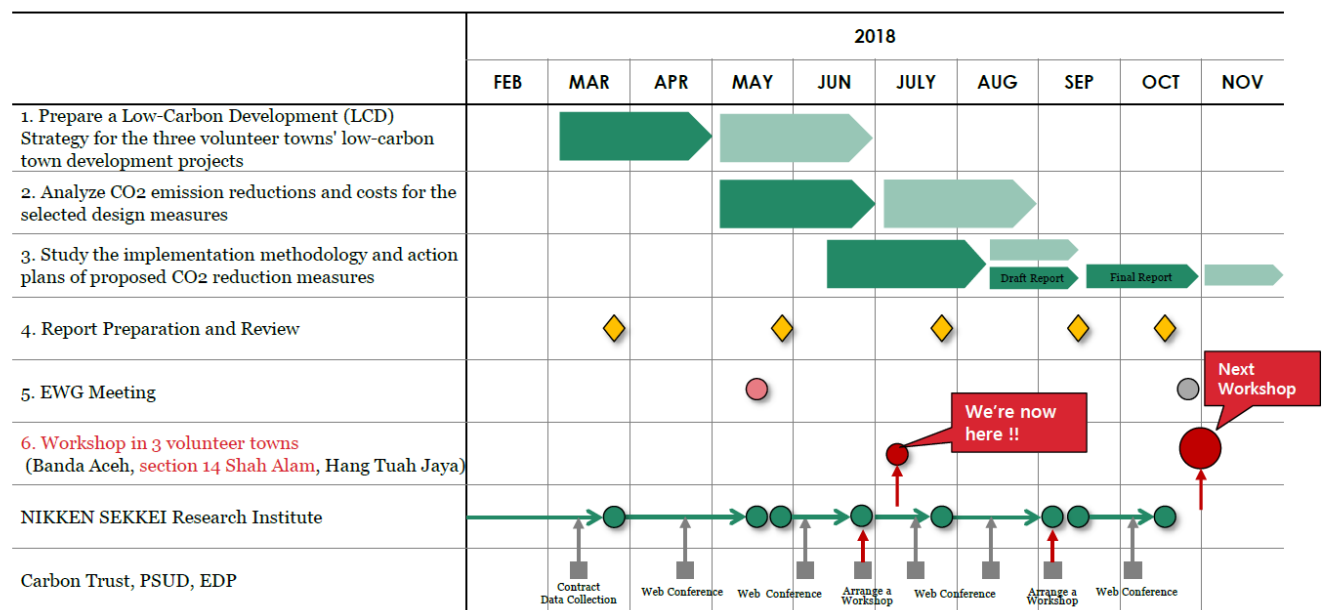 2018
FEB MAR APR MAY JUN JULY AUG SEP OCT NOV
1. Prepare a Low-Carbon Development (LCD)
Strategy for the three volunteer towns' low-carbon
town development projects
2. Analyze CO2 emission reductions and costs for the
selected design measures
3. Study the implementation methodology and action
plans of proposed CO2 reduction measures
Draft Report
Final Report
4. Report Preparation and Review
5. EWG Meeting
Next
Workshop
We're now
here !!
6. Workshop in 3 volunteer towns
(Banda Aceh, section 14 Shah Alam, Hang Tuah Jaya)
NIKKEN SEKKEI Research Institute
Carbon Trust, PSUD, EDP
Contract
Data Collection
Web Conference
Web Conference
Arrange a
Workshop
Web Conference
Arrange a
Workshop
Web Conference